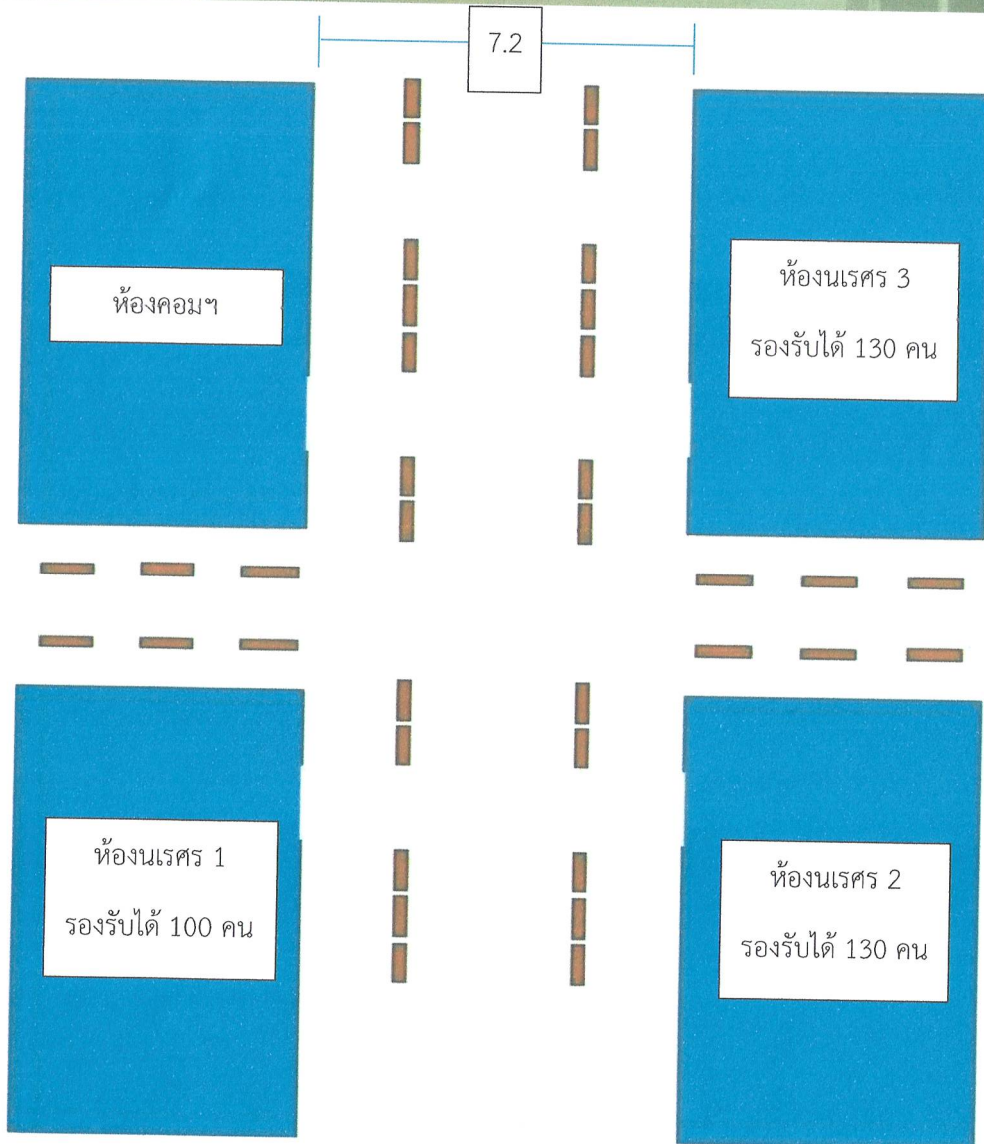 7.2
ห้องคอมฯ
ห้องนเรศร 3
รองรับได้ 130 คน
ห้องนเรศร 1
รองรับได้ 100 คน
ห้องนเรศร 2
รองรับได้ 130 คน